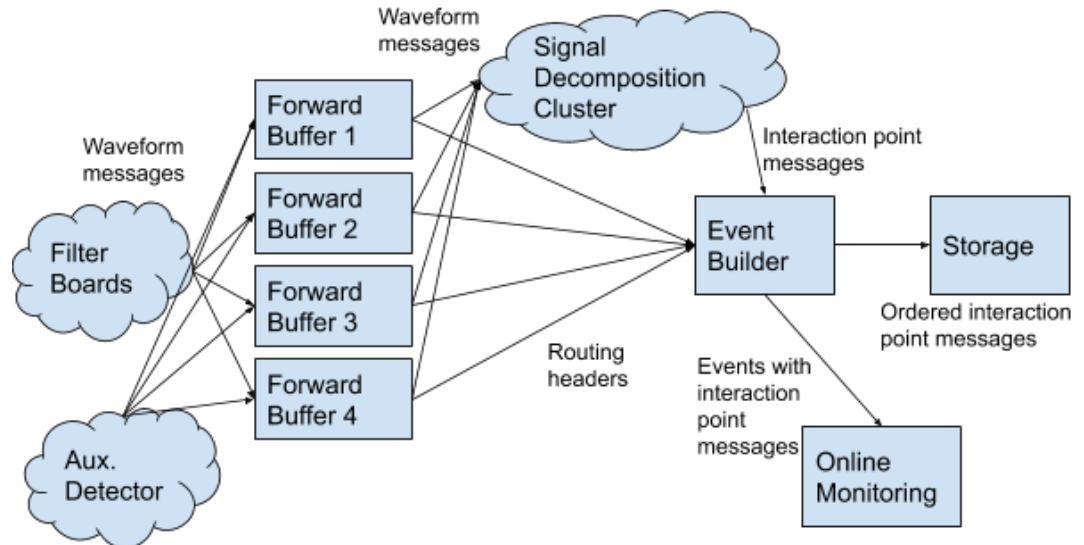 Waveform
messages
Signal
Decomposition
Cluster
Forward
Buffer 1
Waveform
messages
Interaction point
messages
Forward
Buffer 2
Filter
Boards
Event
Builder
Storage
Forward
Buffer 3
Ordered interaction
point messages
Routing
headers
Events with
interaction
point
messages
Forward
Buffer 4
Aux.
Detector
Online
Monitoring